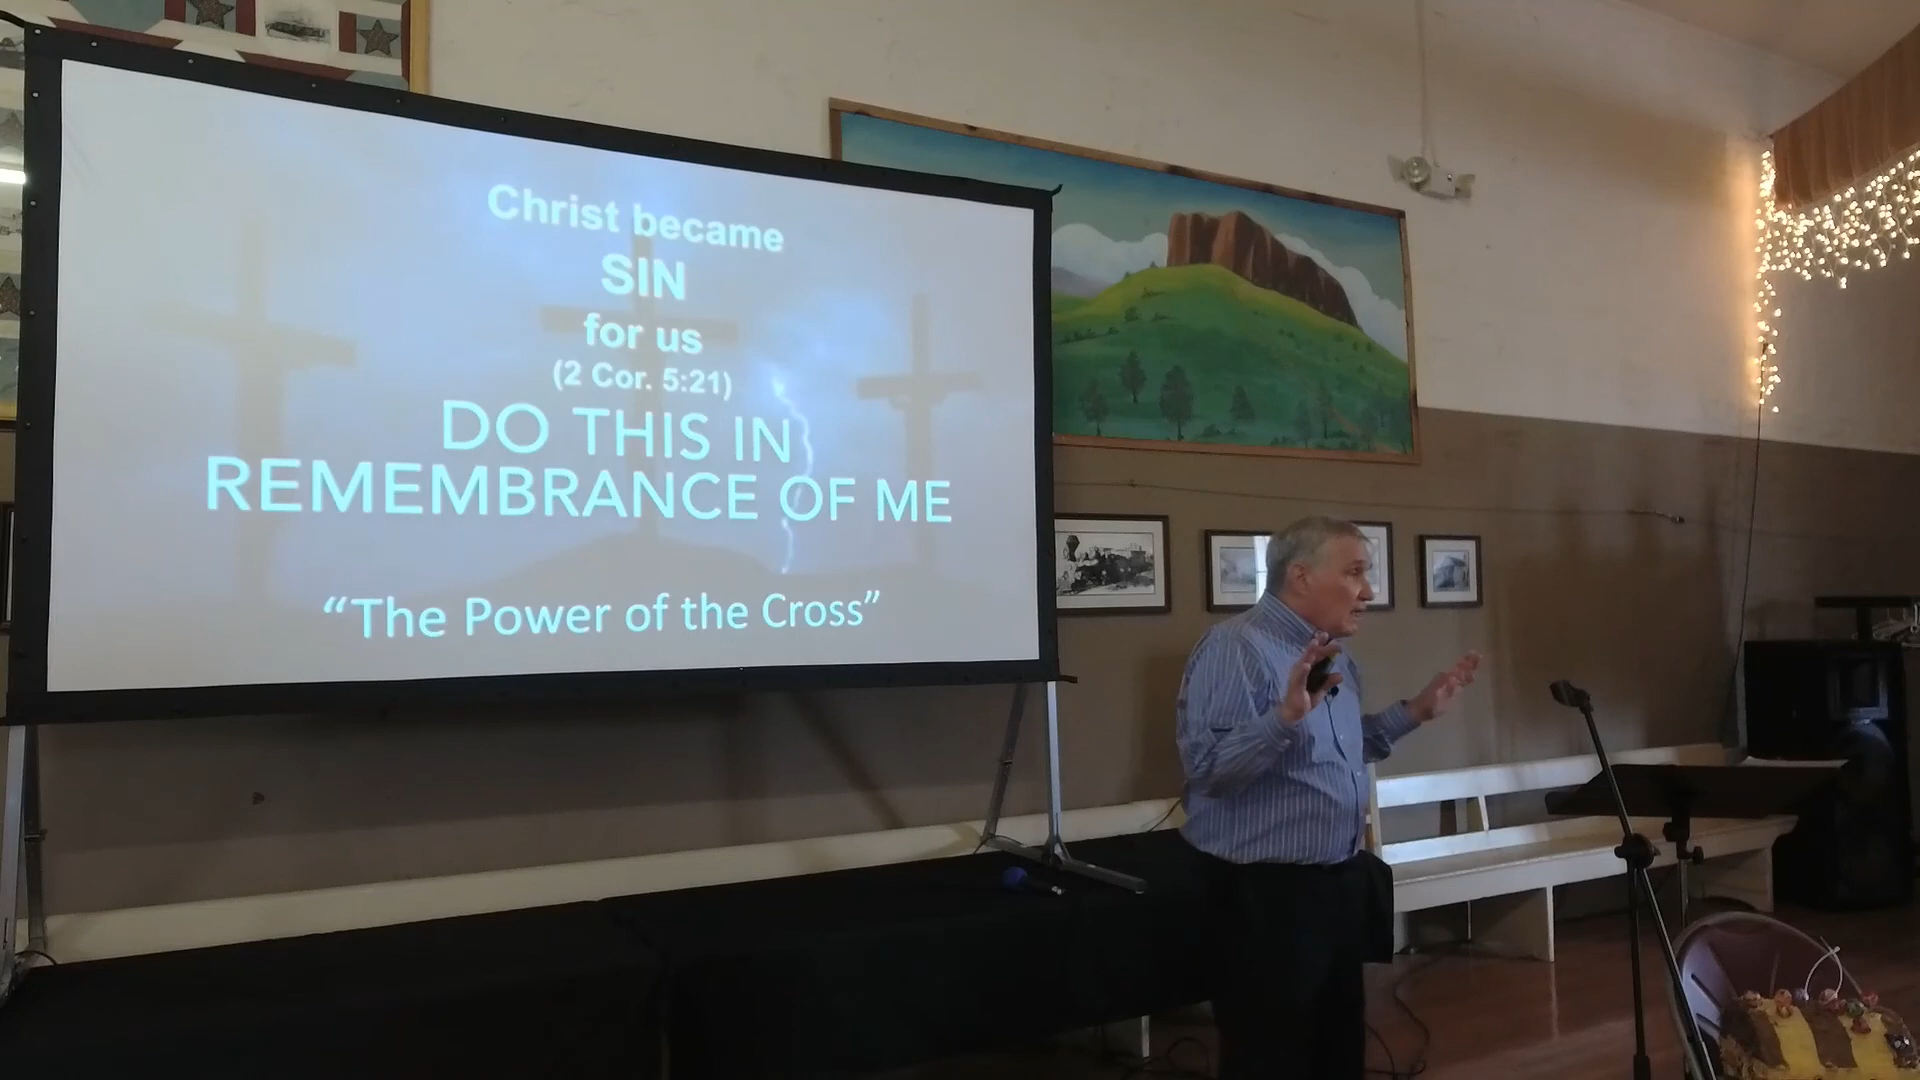 Christ became
SIN
for us
(2 Cor. 5:21)
DO THIS IN
REMEMBRANCE OF ME
“The Power of the Cross”